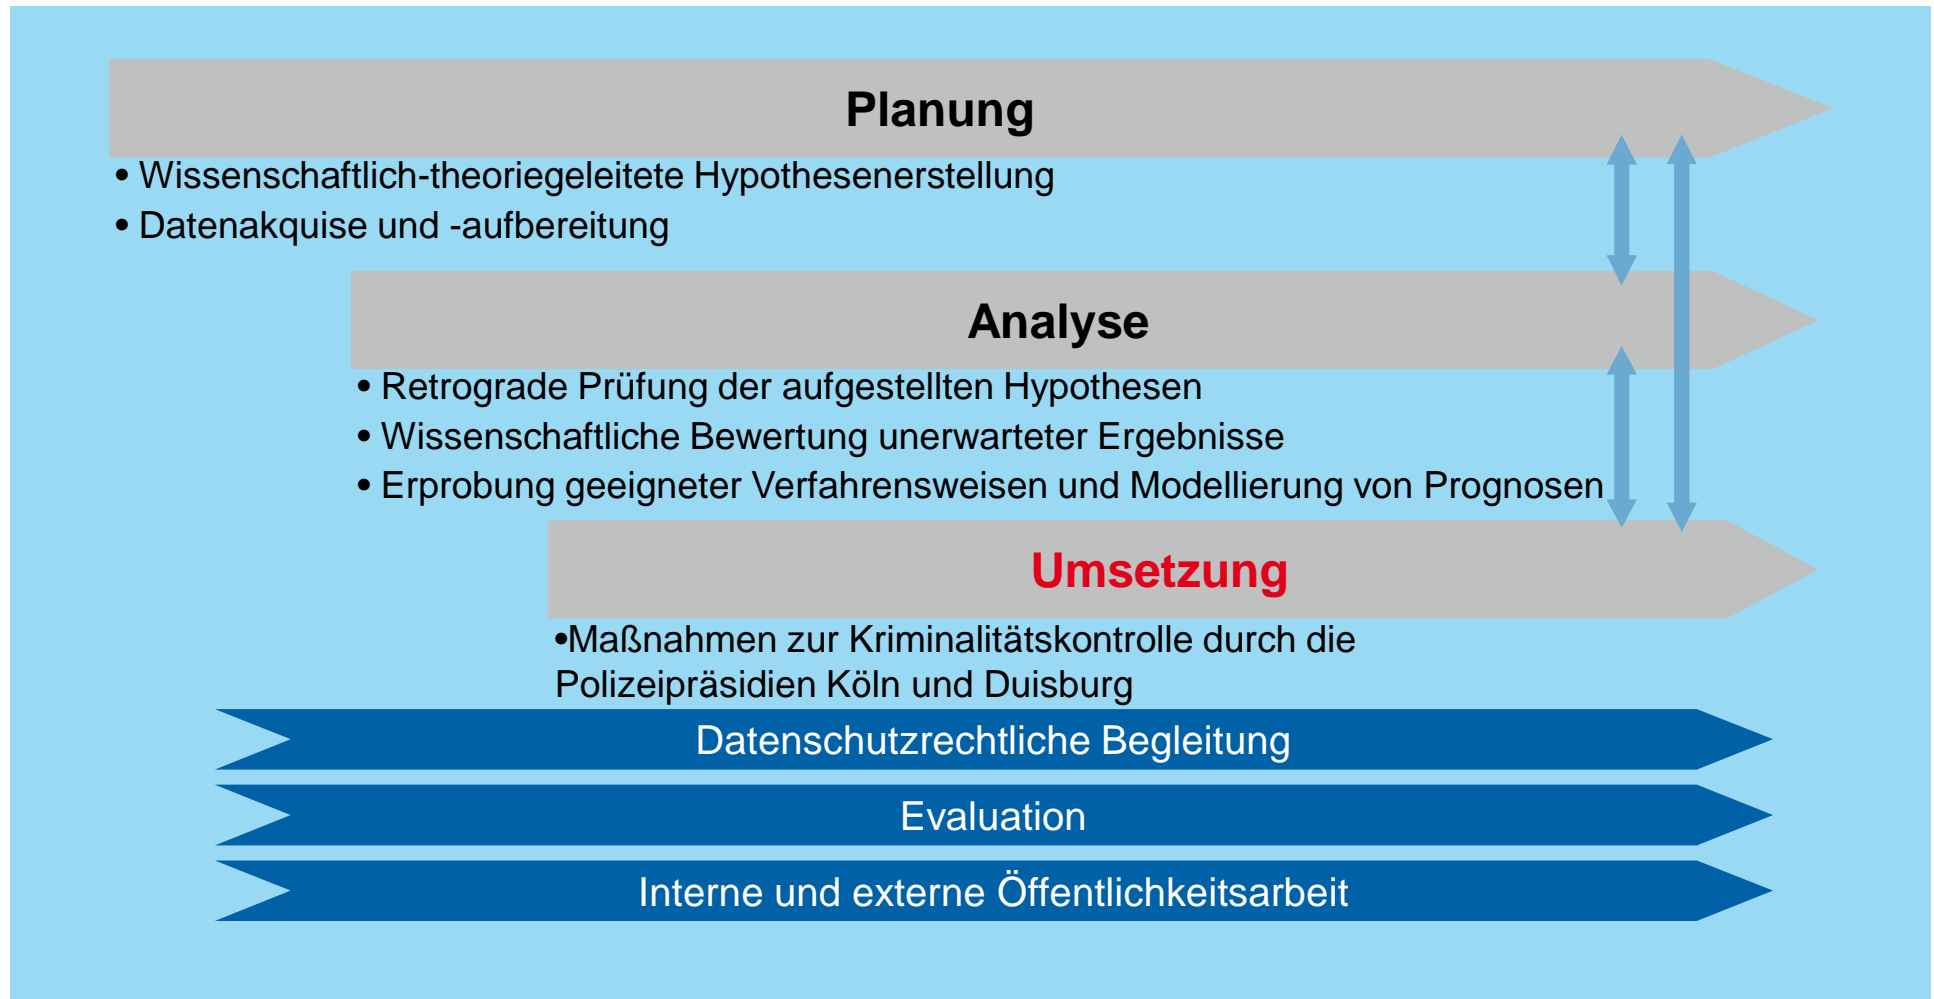 Planung
• Wissenschaftlich-theoriegeleitete Hypothesenerstellung
• Datenakquise und -aufbereitung
Analyse
• Retrograde Prüfung der aufgestellten Hypothesen
• Wissenschaftliche Bewertung unerwarteter Ergebnisse
• Erprobung geeigneter Verfahrensweisen und Modellierung von Prognosen
Umsetzung
•Maßnahmen zur Kriminalitätskontrolle durch die
Polizeipräsidien Köln und Duisburg
Datenschutzrechtliche Begleitung
Evaluation
Interne und externe Öffentlichkeitsarbeit